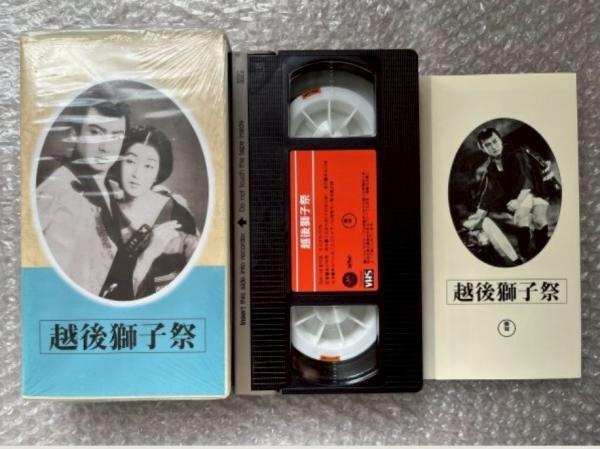 越後獅子祭
Insert this side into recorder
Do not touch the tape inside
越後獅子祭
VHS
越後獅子祭